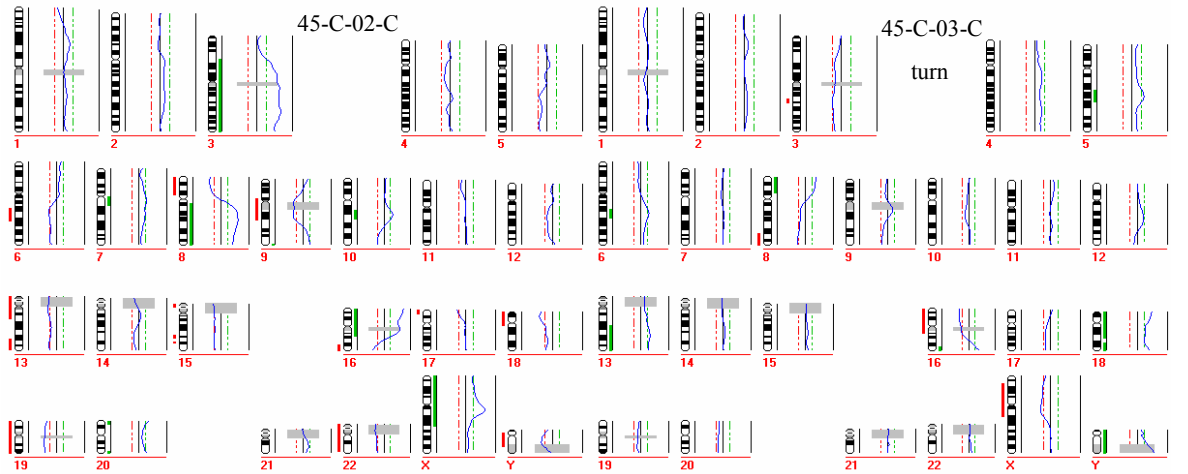 45-C-02-C 45-C-03-C
turn
1 2 3 4 5 1 2 3 4 5
6 7 8 9 10 11 12 6 7 8 9 10 11 12
13 14 15 16 17 18 13 14 15 16 17 18
19 20 21 22 X Y 19 20 21 22 X Y